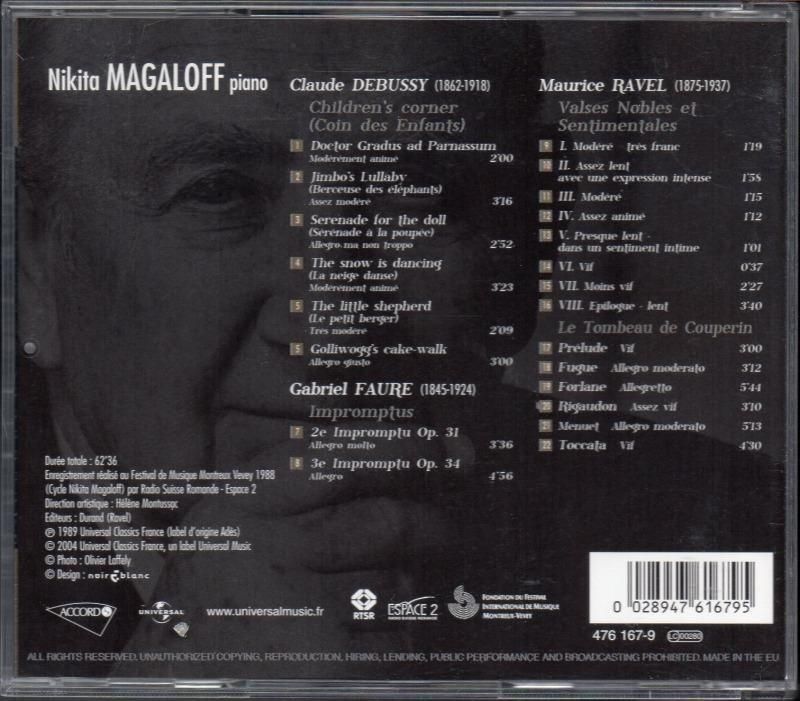 Nikita MAGALOFF piano
Claude DEBUSSY (1862-1918)
Children's corner
(Coin des Enfants)
1 Doctor Gradus ad Parnassum
Modérément animé 2'00
2 Jimbo's Lullaby
(Berceuse des éléphants)
Assez modéré 3'16
3 Serenade for the doll
(Sérénade à la poupée)
Allegro ma non troppo 2'52
4 The snow is dancing
(La neige danse)
Modérément animé 3'23
5 The little shepherd
(Le petit berger)
Très modéré 2'09
5 Golliwogg's cake-walk
Allegro giusto 3'00
Gabriel FAURE (1845-1924)
Impromptus
7 2e Impromptu Op. 31
Allegro molto 3'36
8 3e Impromptu Op. 34
Allegro 4'56
Maurice RAVEL (1875-1937)
Valses Nobles et
Sentimentales
9 I. Modéré - très franc 1'19
10 II. Assez lent
avec une expression intense 1'58
11 III. Modéré 1'15
12 IV. Assez animé 1'12
13 V. Presque lent -
dans un sentiment intime 1'01
14 VI. Vif 0'37
15 VII. Moins vif 2'27
16 VIII. Epilogue - lent 3'40
Le Tombeau de Couperin
17 Prélude Vif 3'00
18 Fugue Allegro moderato 3'12
19 Forlane Allegretto 5'44
20 Rigaudon Assez vif 3'10
21 Menuet Allegro moderato 5'13
22 Toccata Vif 4'30
Durée totale : 62'36
Enregistrement réalisé au Festival de Musique Montreux Vevey 1988
(Cycle Nikita Magaloff) par Radio Suisse Romande - Espace 2
Direction artistique : Hélène Montussac
Editeurs : Durand (Ravel)
℗ 1989 Universal Classics France (label d'origine Adès)
© 2004 Universal Classics France, un label Universal Music
© Photo : Olivier Laffely
© Design : noir & blanc
ACCORD
UNIVERSAL
www.universalmusic.fr
RTSR
ESPACE 2
RADIO SUISSE ROMANDE
FONDATION DU FESTIVAL
INTERNATIONAL DE MUSIQUE
MONTREUX-VEVEY
0 028947 616795
476 167-9 LC 00280
ALL RIGHTS RESERVED. UNAUTHORIZED COPYING, REPRODUCTION, HIRING, LENDING, PUBLIC PERFORMANCE AND BROADCASTING PROHIBITED. MADE IN THE EU